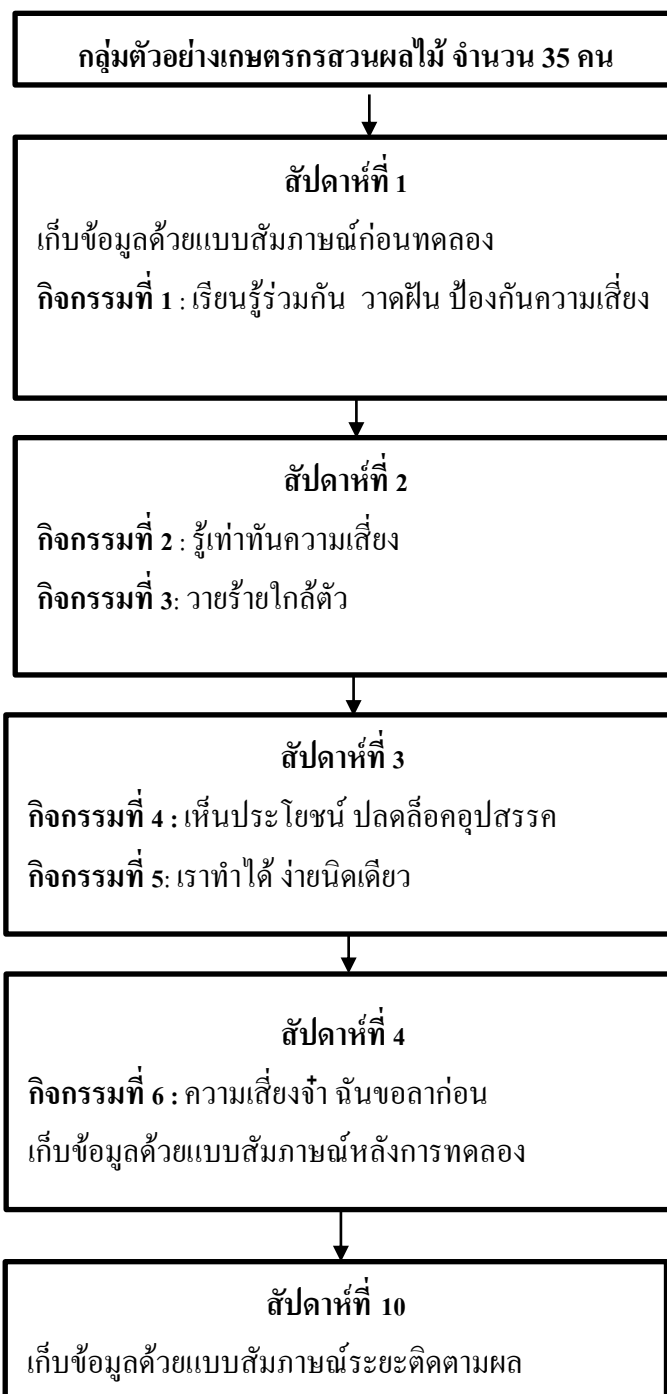 กลุ่มตัวอย่างเกษตรกรสวนผลไม้ จำนวน 35 คน
สัปดาห์ที่ 1
เก็บข้อมูลด้วยแบบสัมภาษณ์ก่อนทดลอง
กิจกรรมที่ 1 : เรียนรู้ร่วมกัน วาดฝัน ป้องกันความเสี่ยง
สัปดาห์ที่ 2
กิจกรรมที่ 2 : รู้เท่าทันความเสี่ยง
กิจกรรมที่ 3: วายร้ายใกล้ตัว
สัปดาห์ที่ 3
กิจกรรมที่ 4 : เห็นประโยชน์ ปลดล็อคอุปสรรค
กิจกรรมที่ 5: เราทำได้ ง่ายนิดเดียว
สัปดาห์ที่ 4
กิจกรรมที่ 6 : ความเสี่ยงจ๋า ฉันขอลาก่อน
เก็บข้อมูลด้วยแบบสัมภาษณ์หลังการทดลอง
สัปดาห์ที่ 10
เก็บข้อมูลด้วยแบบสัมภาษณ์ระยะติดตามผล